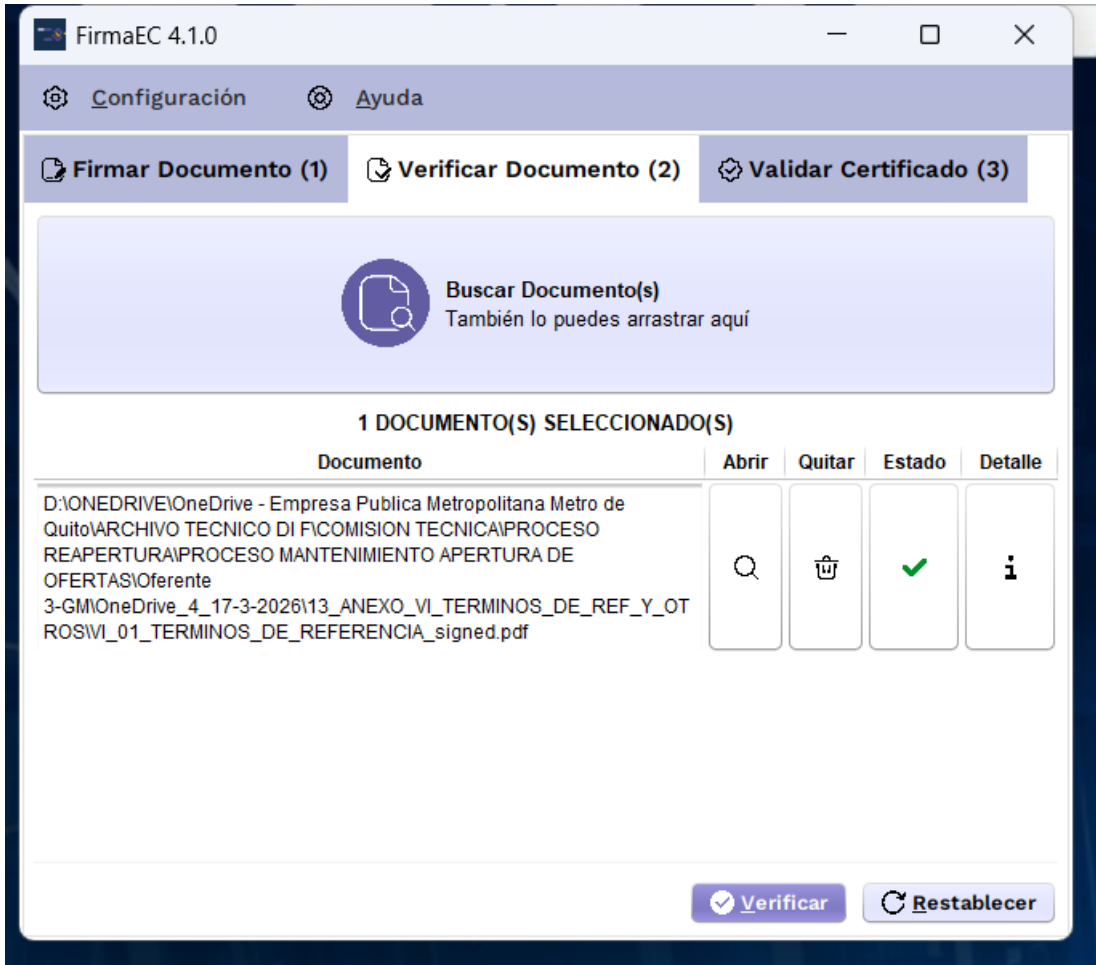 FirmaEC 4.1.0
Configuración Ayuda
Firmar Documento (1) Verificar Documento (2) Validar Certificado (3)
Buscar Documento(s)
También lo puedes arrastrar aquí
1 DOCUMENTO(S) SELECCIONADO(S)
Documento Abrir Quitar Estado Detalle
D:\ONEDRIVE\OneDrive - Empresa Publica Metropolitana Metro de
Quito\ARCHIVO TECNICO DI F\COMISION TECNICA\PROCESO
REAPERTURA\PROCESO MANTENIMIENTO APERTURA DE
OFERTAS\Oferente
3-GM\OneDrive_4_17-3-2026\13_ANEXO_VI_TERMINOS_DE_REF_Y_OT
ROS\VI_01_TERMINOS_DE_REFERENCIA_signed.pdf
Verificar Restablecer